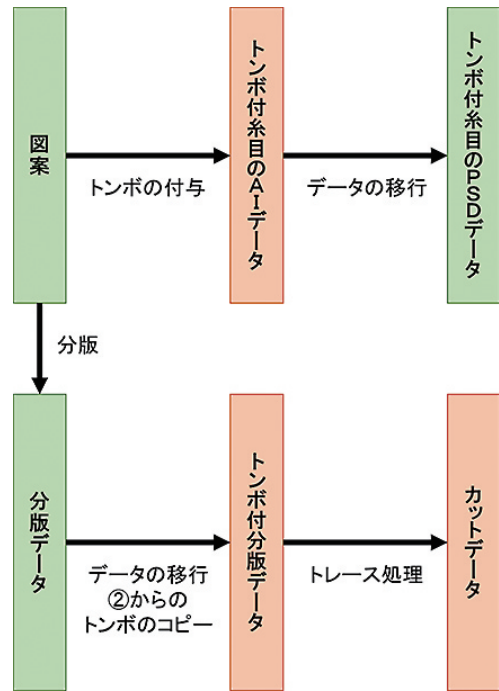 図案
トンボの付与
トンボ付糸目のAIデータ
データの移行
トンボ付糸目のPSDデータ
分版
分版データ
データの移行
②からの
トンボのコピー
トンボ付分版データ
トレース処理
カットデータ